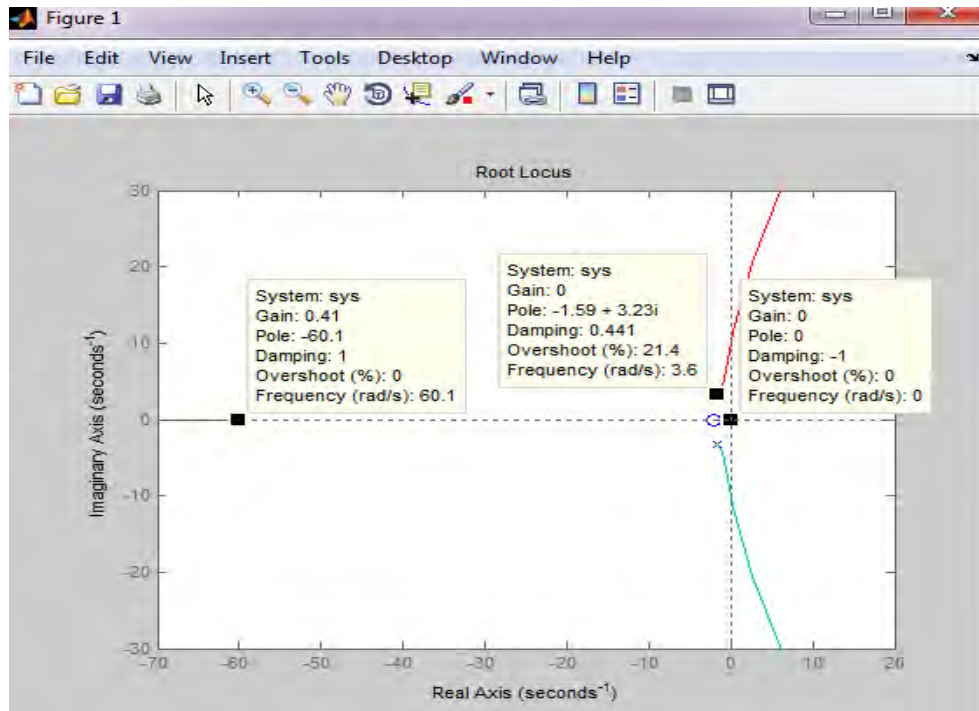 Figure 1
File Edit View Insert Tools Desktop Window Help
Root Locus
30
20
10
0
-10
-20
-30
Imaginary Axis (seconds⁻¹)
System: sys
Gain: 0.41
Pole: -60.1
Damping: 1
Overshoot (%): 0
Frequency (rad/s): 60.1
System: sys
Gain: 0
Pole: -1.59 + 3.23i
Damping: 0.441
Overshoot (%): 21.4
Frequency (rad/s): 3.6
System: sys
Gain: 0
Pole: 0
Damping: -1
Overshoot (%): 0
Frequency (rad/s): 0
-70 -60 -50 -40 -30 -20 -10 0 10 20
Real Axis (seconds⁻¹)